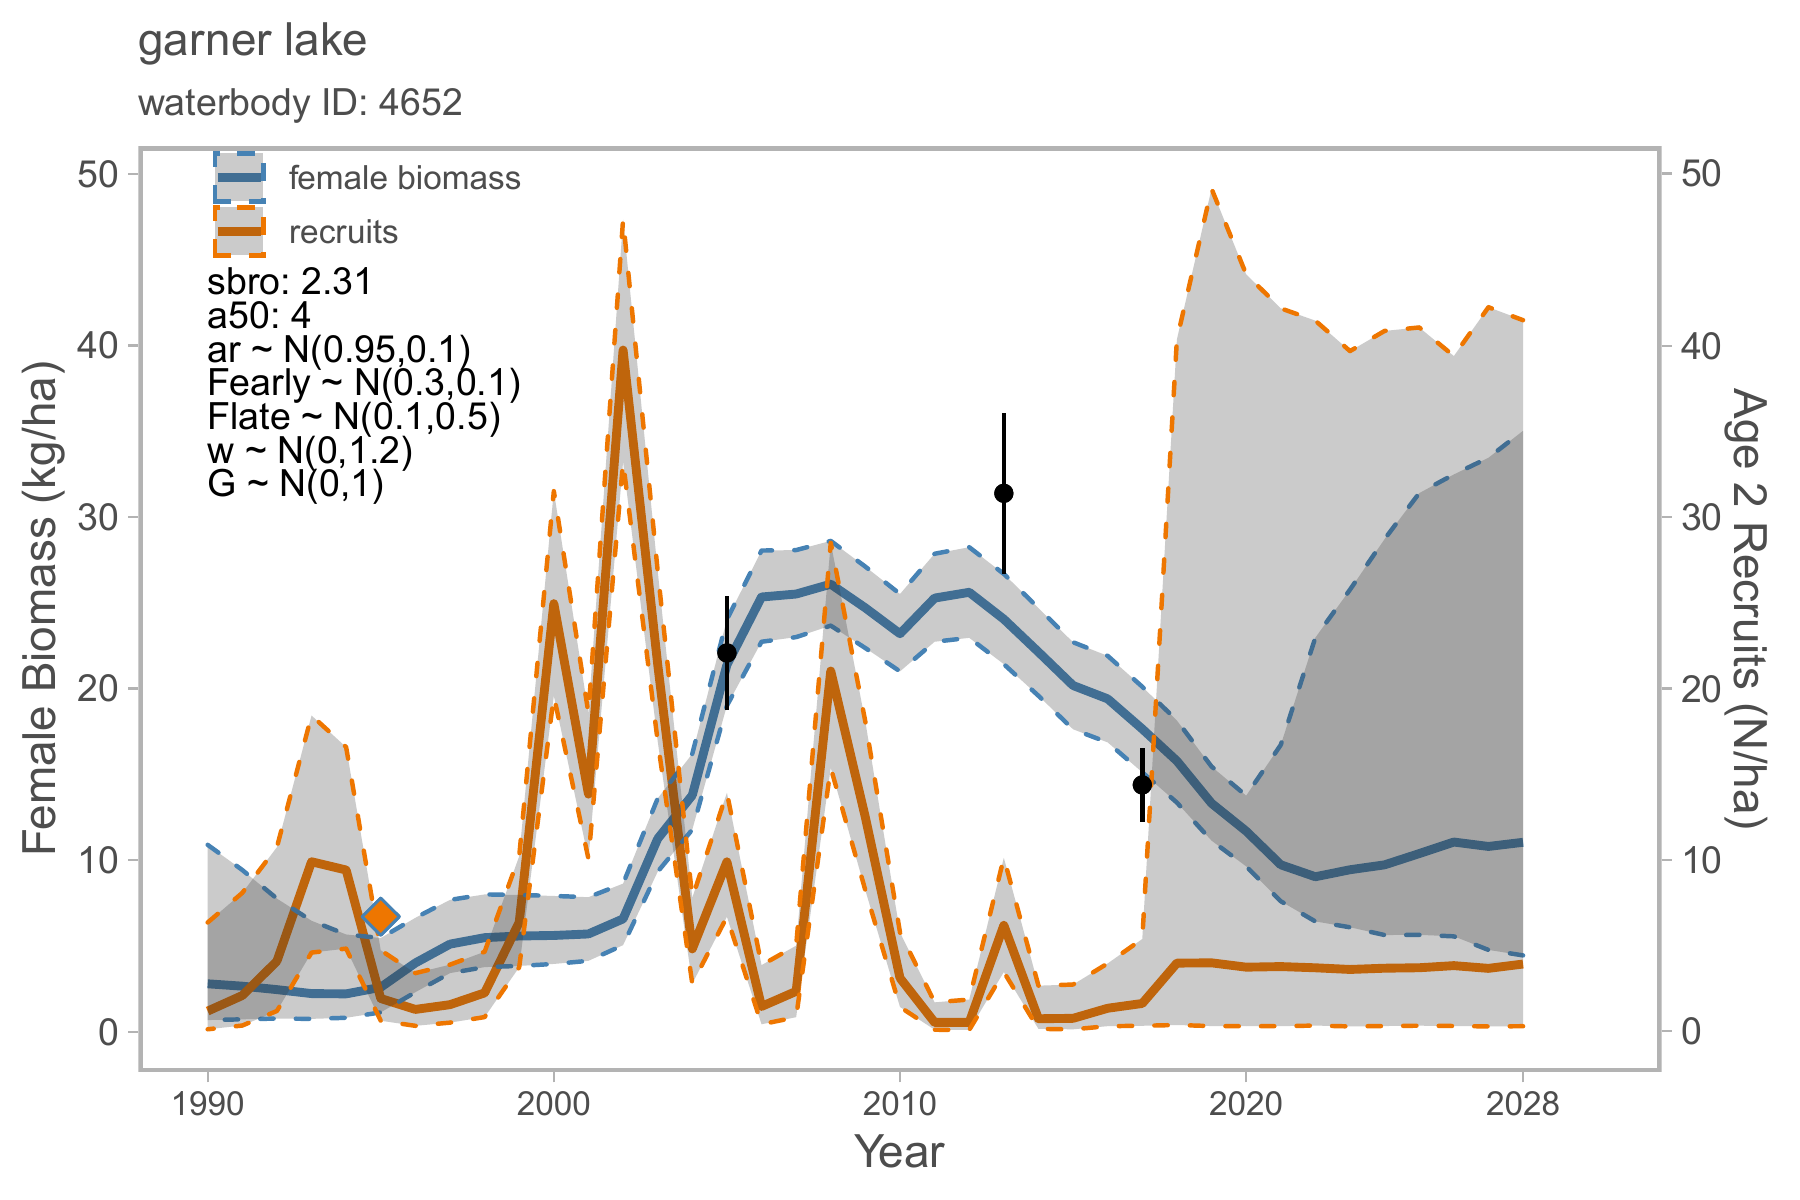 garner lake
waterbody ID: 4652
female biomass
recruits
sbro: 2.31
a50: 4
ar ~ N(0.95,0.1)
Fearly ~ N(0.3,0.1)
Flate ~ N(0.1,0.5)
w ~ N(0,1.2)
G ~ N(0,1)
50
40
30
20
10
0
Female Biomass (kg/ha)
50
40
30
20
10
0
Age 2 Recruits (N/ha)
1990 2000 2010 2020 2028
Year